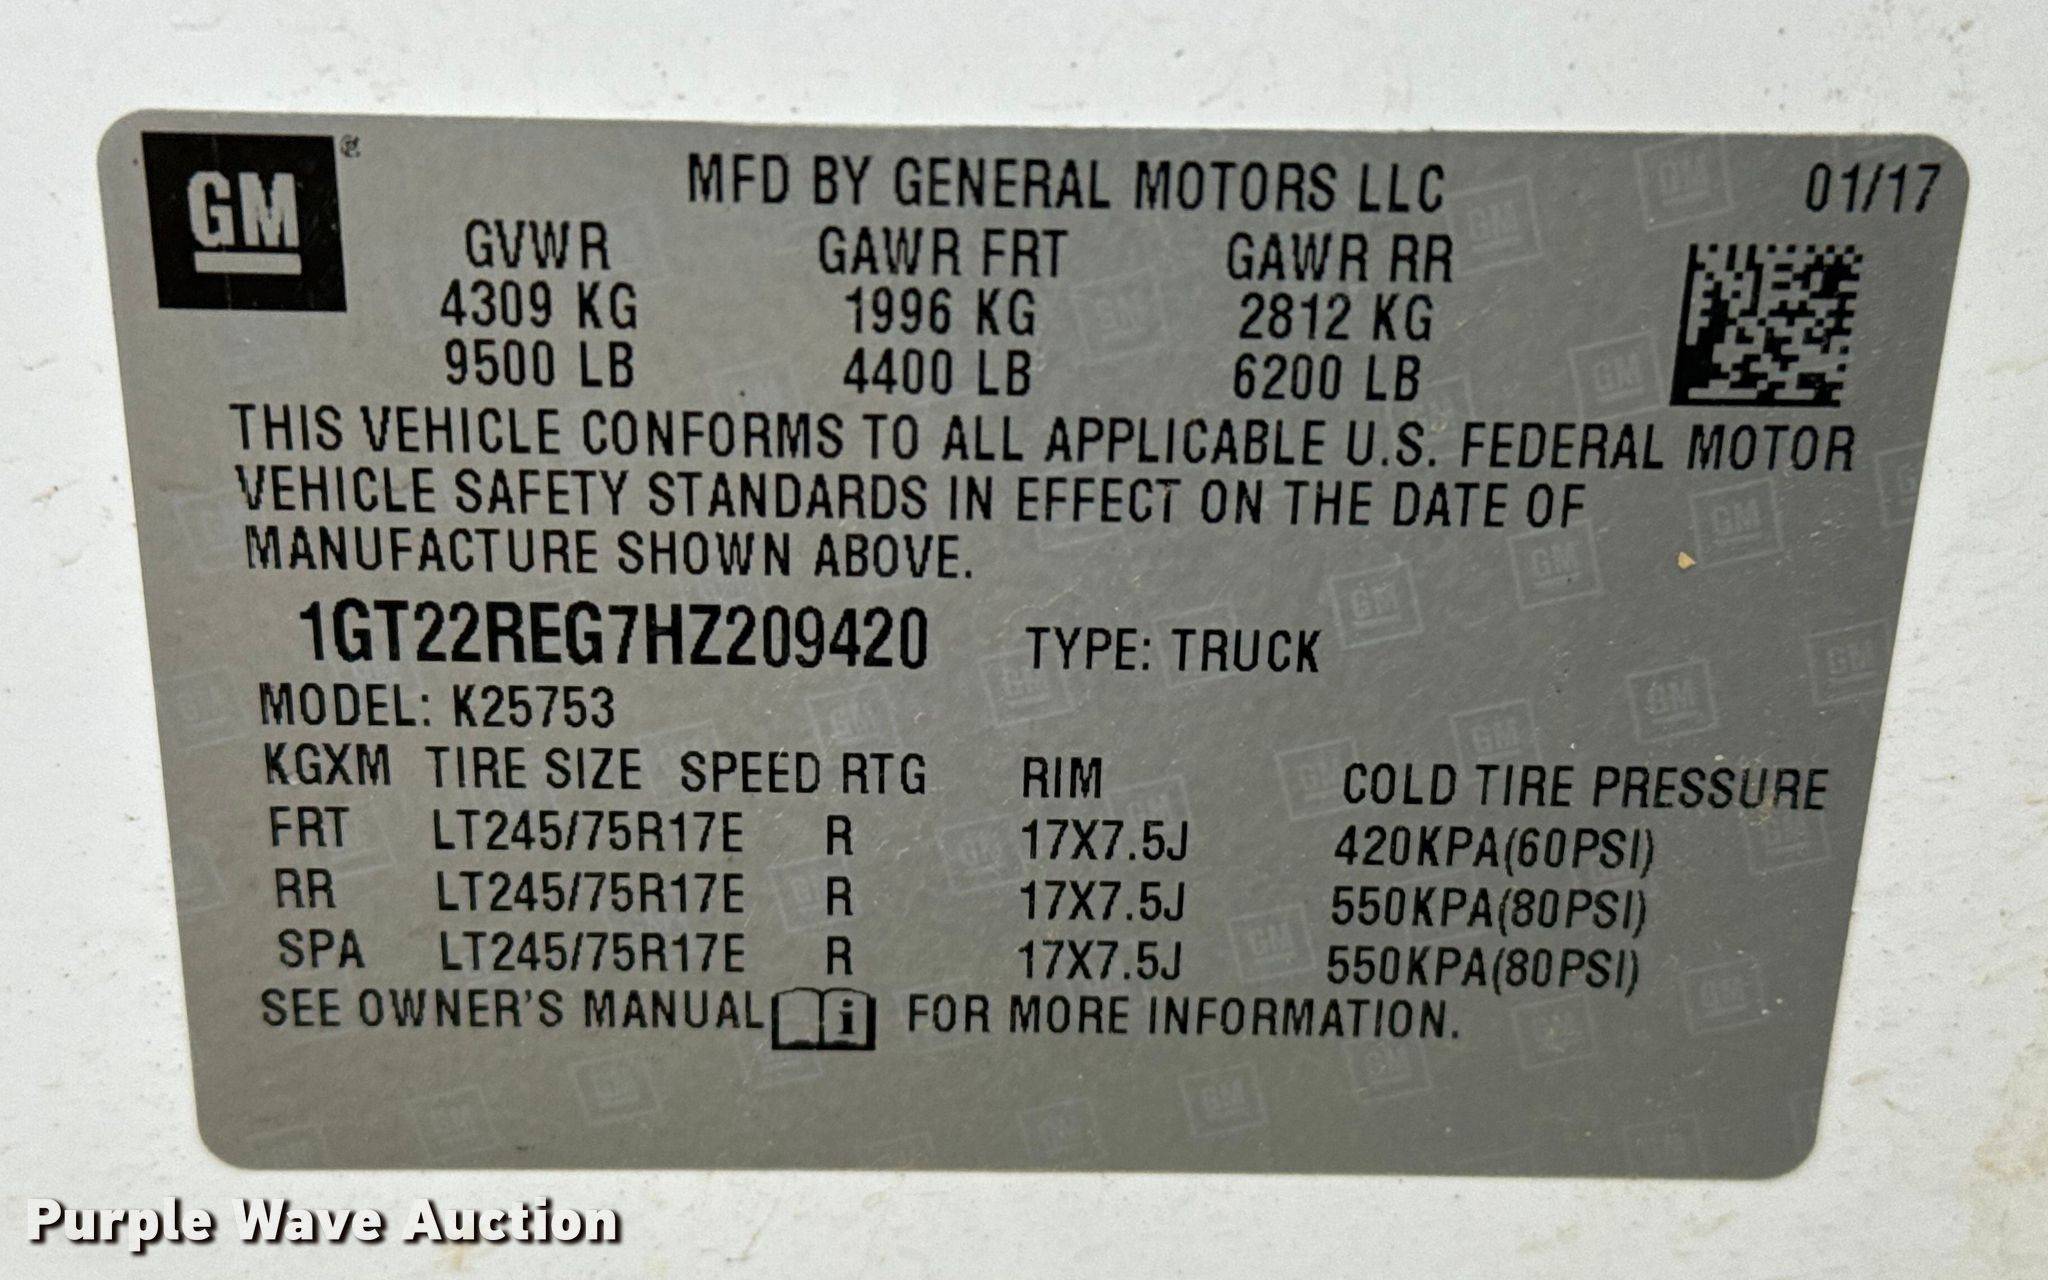 GM
MFD BY GENERAL MOTORS LLC 01/17
GVWR GAWR FRT GAWR RR
4309 KG 1996 KG 2812 KG
9500 LB 4400 LB 6200 LB
THIS VEHICLE CONFORMS TO ALL APPLICABLE U.S. FEDERAL MOTOR
VEHICLE SAFETY STANDARDS IN EFFECT ON THE DATE OF
MANUFACTURE SHOWN ABOVE.
1GT22REG7HZ209420 TYPE: TRUCK
MODEL: K25753
KGXM TIRE SIZE SPEED RTG RIM COLD TIRE PRESSURE
FRT LT245/75R17E R 17X7.5J 420KPA(60PSI)
RR LT245/75R17E R 17X7.5J 550KPA(80PSI)
SPA LT245/75R17E R 17X7.5J 550KPA(80PSI)
SEE OWNER'S MANUAL i FOR MORE INFORMATION.
Purple Wave Auction